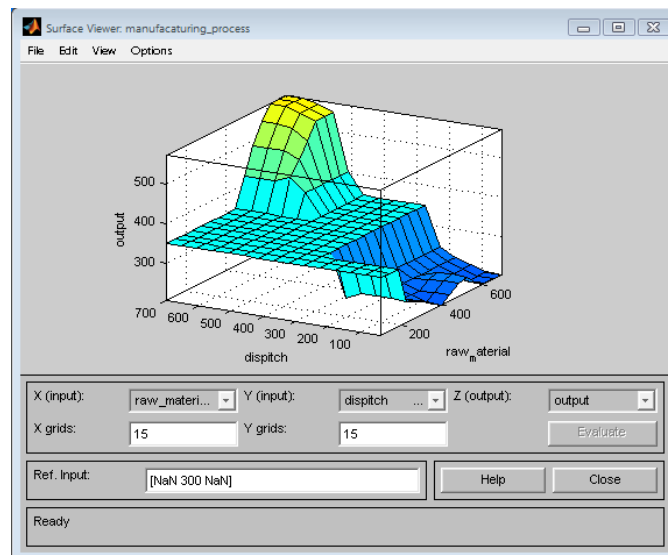 Surface Viewer: manufacaturing_process
File Edit View Options
500
400
300
output
700
600
500
400
300
200
100
dispitch
200
400
600
raw_material
X (input): raw_materi... Y (input): dispitch ... Z (output): output
X grids: 15 Y grids: 15 Evaluate
Ref. Input: [NaN 300 NaN] Help Close
Ready